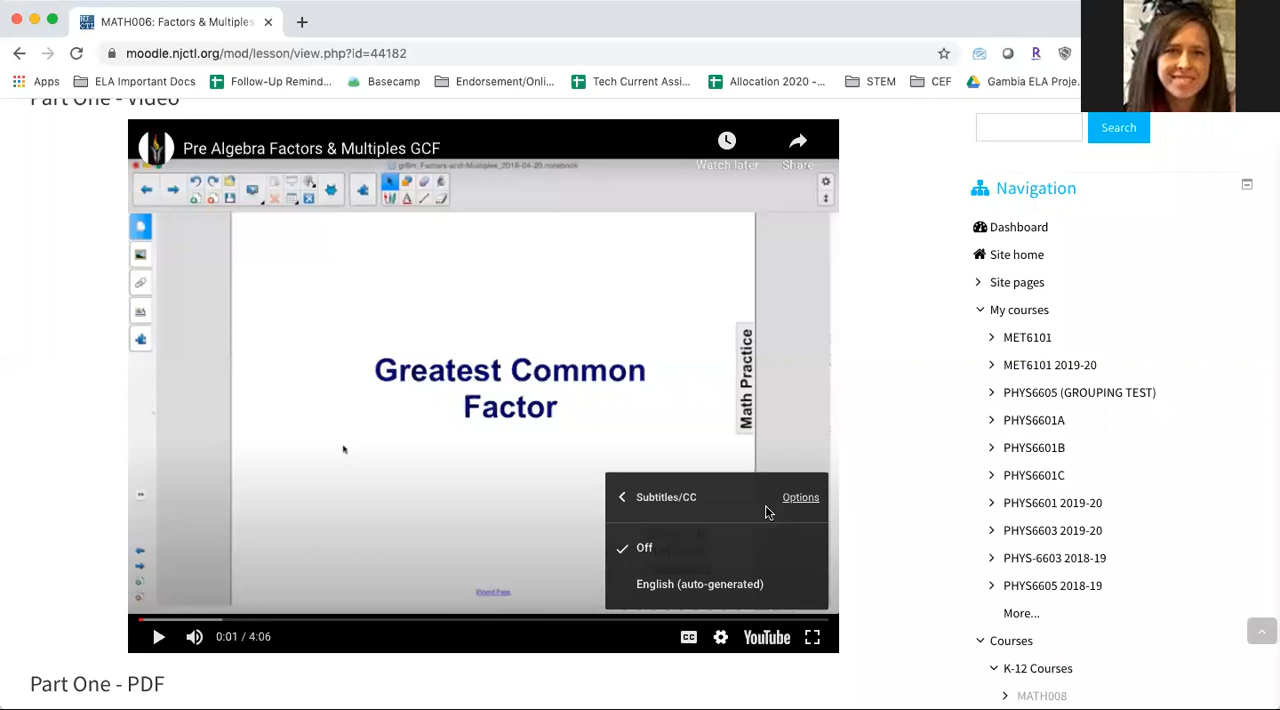 MATH006: Factors & Multiples
moodle.njctl.org/mod/lesson/view.php?id=44182
Apps
ELA Important Docs
Follow-Up Remind...
Basecamp
Endorsement/Onli...
Tech Current Assi...
Allocation 2020 -...
STEM
CEF
Gambia ELA Proje..
Part One - Video
Pre Algebra Factors & Multiples GCF
Watch later
Share
Greatest Common
Factor
Math Practice
Subtitles/CC
Options
Off
English (auto-generated)
0:01 / 4:06
CC
YouTube
Part One - PDF
Search
Navigation
Dashboard
Site home
Site pages
My courses
MET6101
MET6101 2019-20
PHYS6605 (GROUPING TEST)
PHYS6601A
PHYS6601B
PHYS6601C
PHYS6601 2019-20
PHYS6603 2019-20
PHYS-6603 2018-19
PHYS6605 2018-19
More...
Courses
K-12 Courses
MATH008